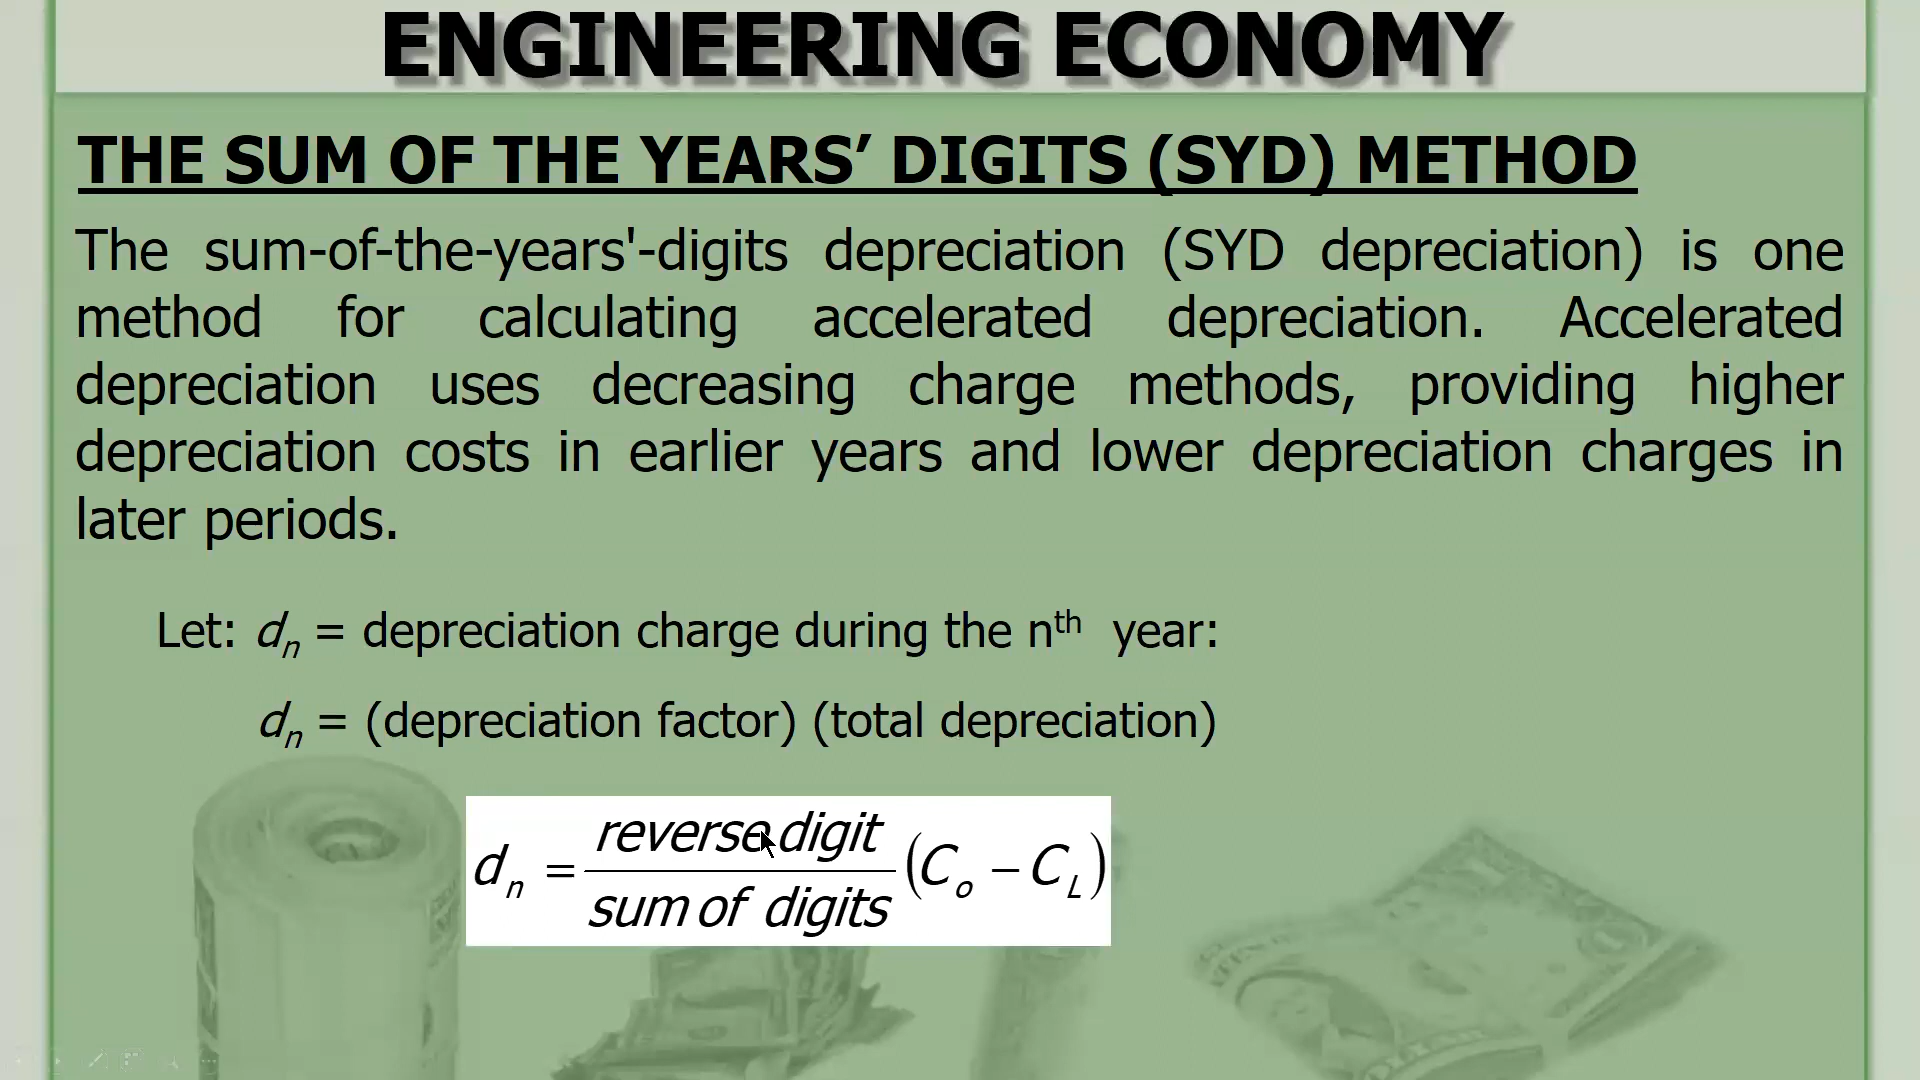 ENGINEERING ECONOMY
THE SUM OF THE YEARS’ DIGITS (SYD) METHOD
The sum-of-the-years'-digits depreciation (SYD depreciation) is one
method for calculating accelerated depreciation. Accelerated
depreciation uses decreasing charge methods, providing higher
depreciation costs in earlier years and lower depreciation charges in
later periods.
Let: dₙ = depreciation charge during the nᵗʰ year:
dₙ = (depreciation factor) (total depreciation)
dₙ = reverse digit / sum of digits (Cₒ – C_L)